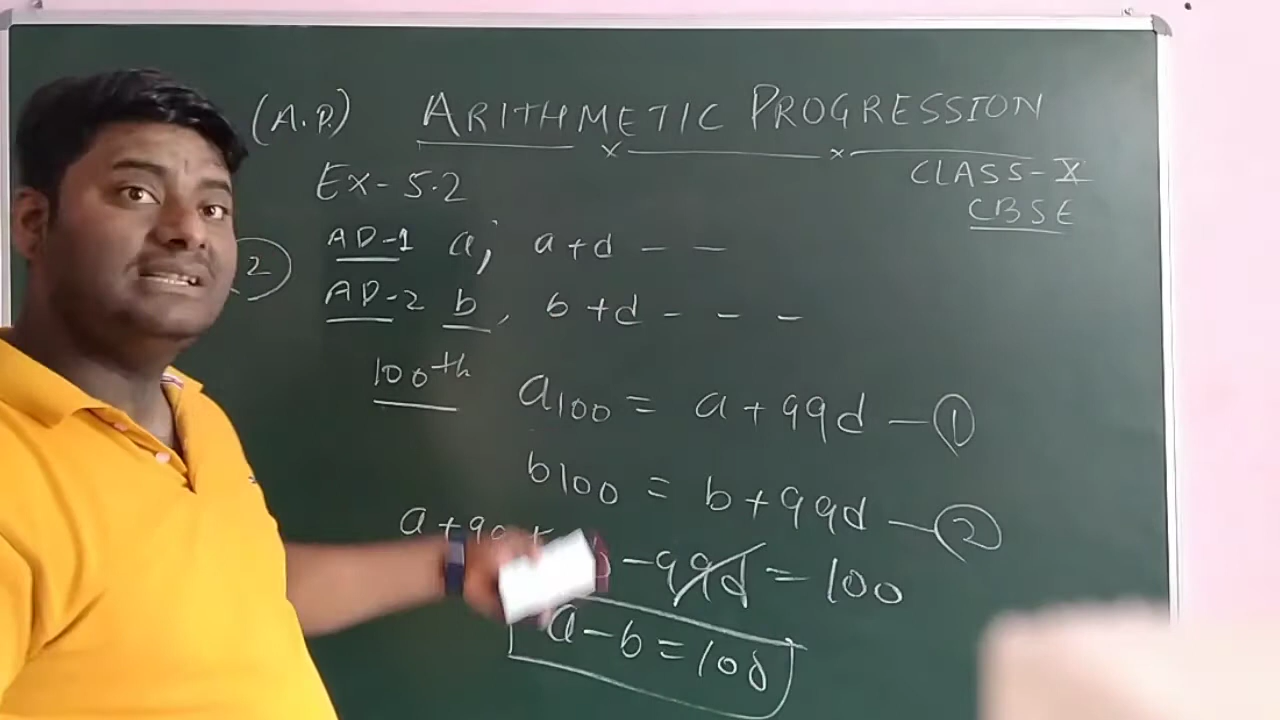 (A.P.) ARITHMETIC PROGRESSION
CLASS-X
CBSE
Ex-5.2
2
AP-1 a, a+d - -
AP-2 b, b+d - - -
100th
a100 = a+99d - 1
b100 = b+99d - 2
-99d = 100
a-b=100